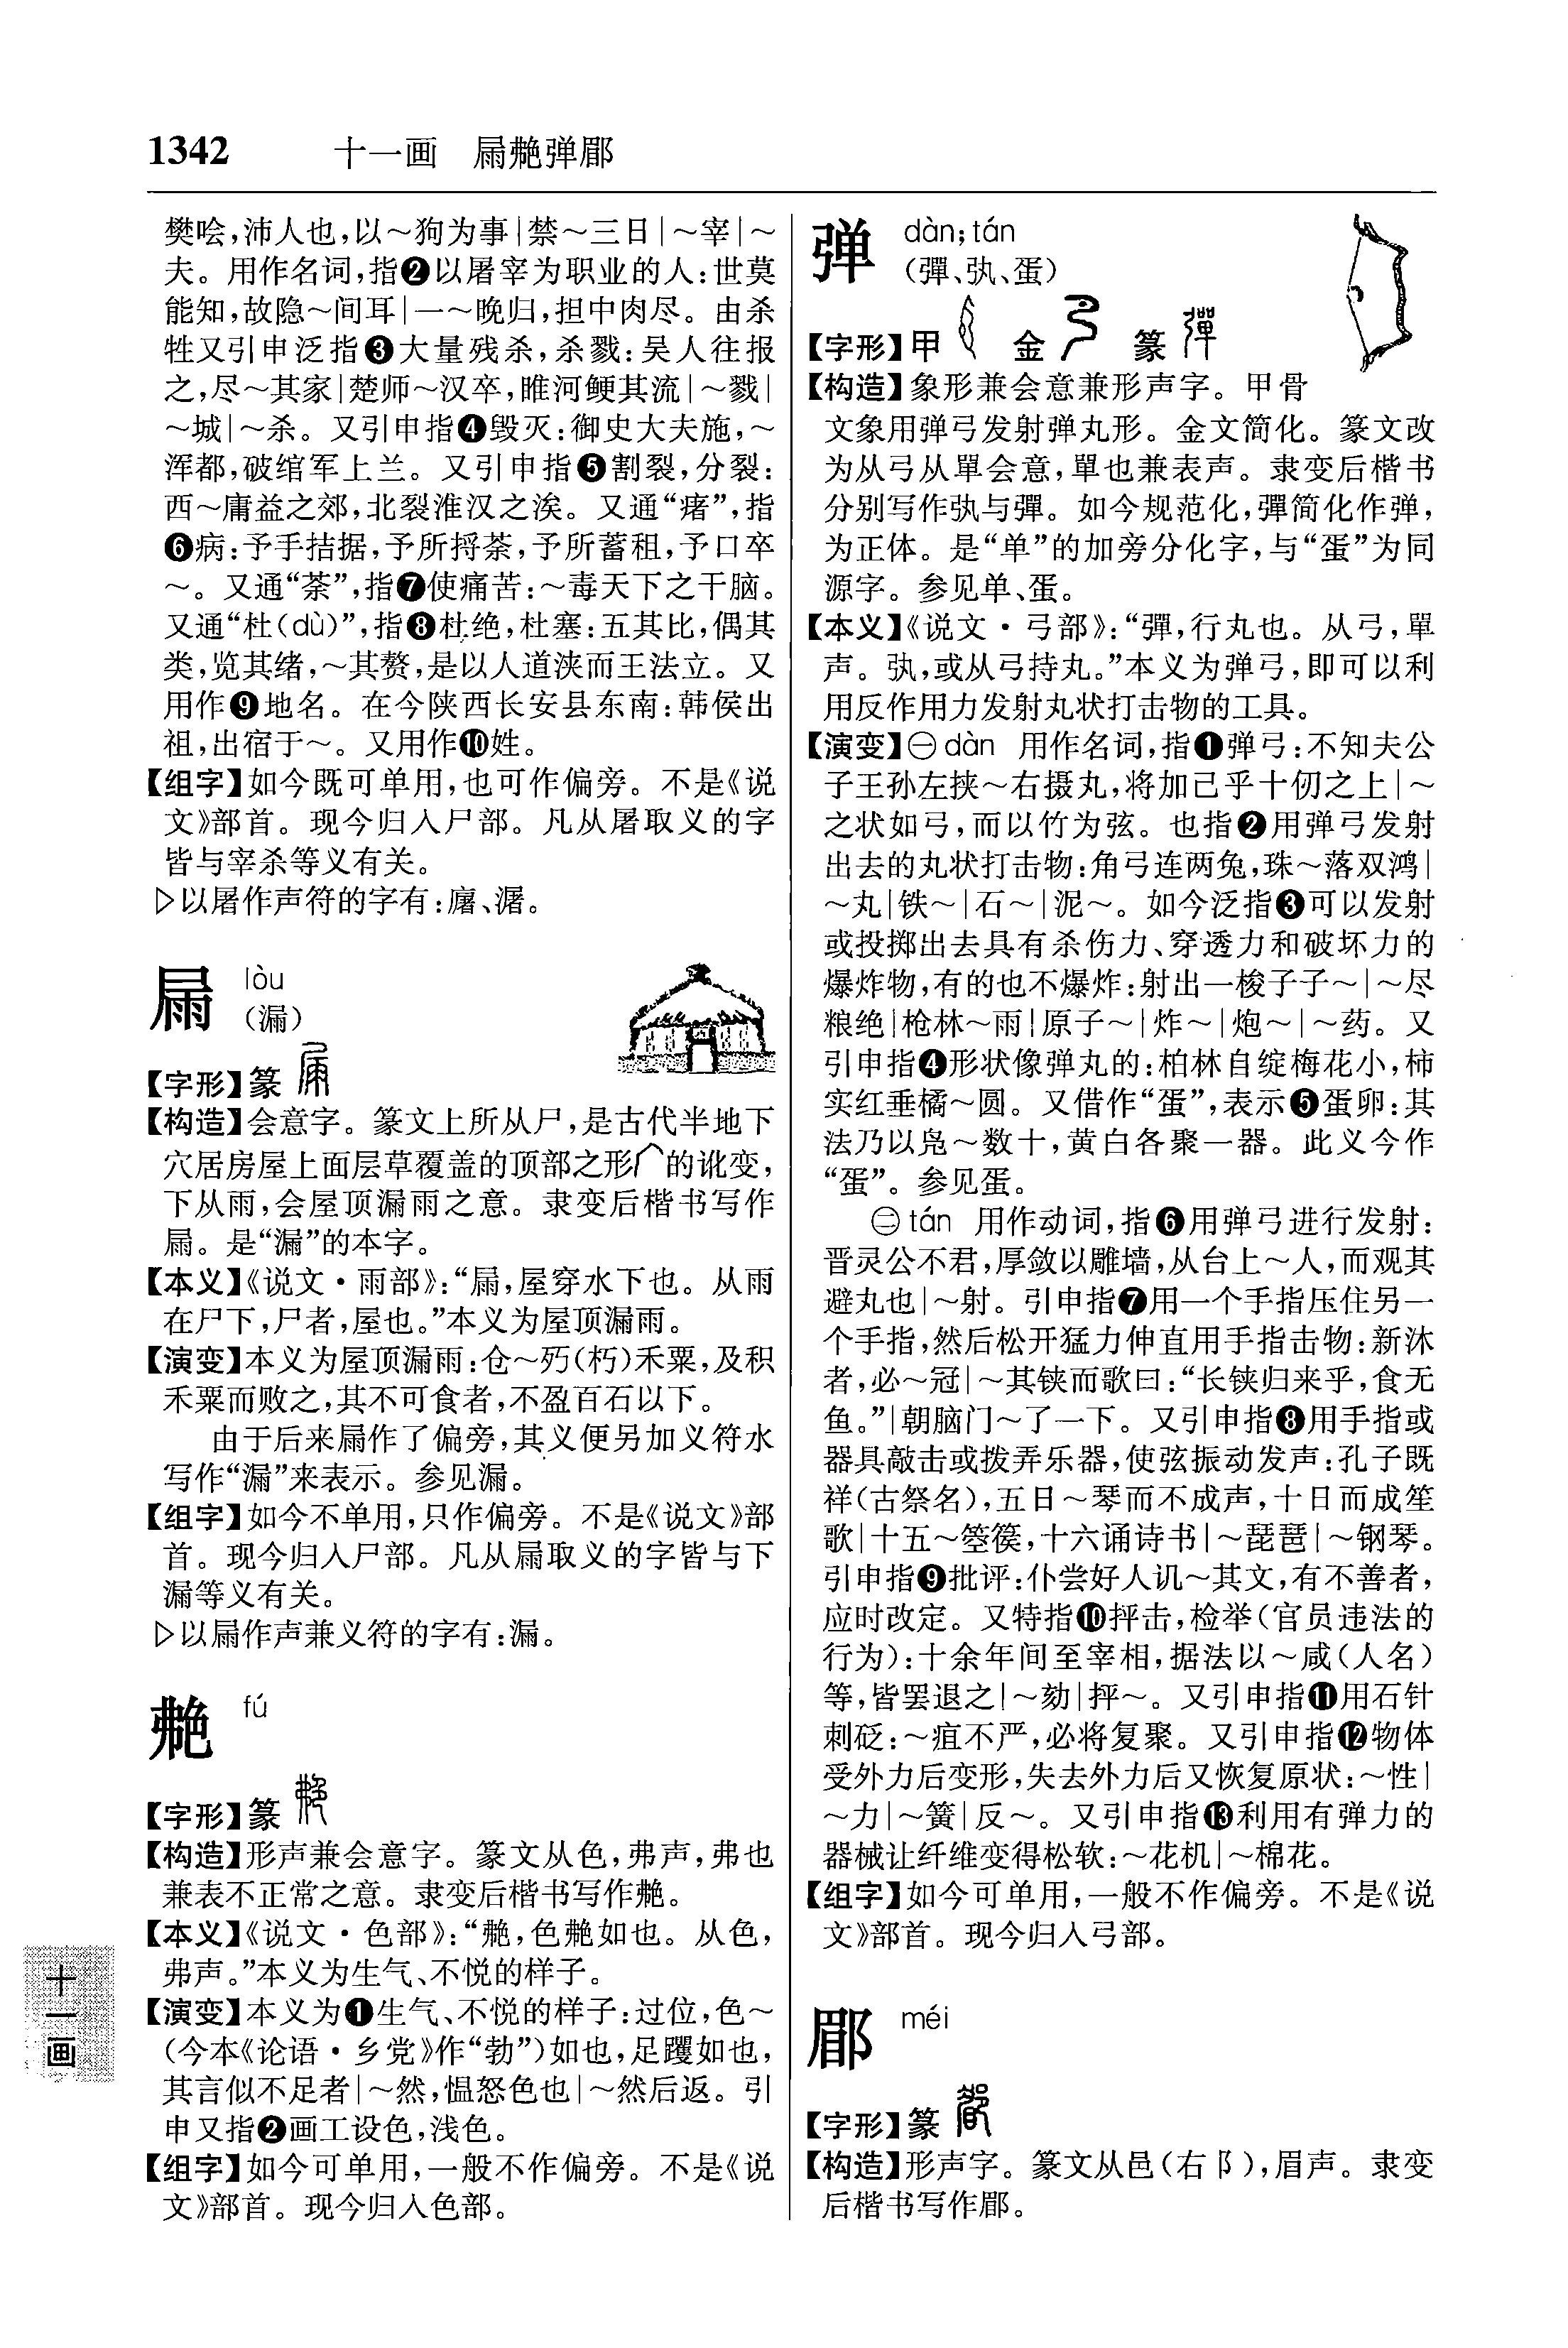 1342 十一画 屚艴弹郿
樊哙，沛人也，以～狗为事|禁～三日|～宰|～
夫。用作名词，指❷以屠宰为职业的人：世莫
能知，故隐～间耳|一～晚归，担中肉尽。由杀
牲又引申泛指❸大量残杀，杀戮：吴人往报
之，尽～其家|楚师～汉卒，睢河鲠其流|～戮|
～城|～杀。又引申指❹毁灭：御史大夫施，～
浑都，破绾军上兰。又引申指❺割裂，分裂：
西～庸益之郊，北裂淮汉之涘。又通“瘏”，指
❻病：予手拮据，予所捋荼，予所蓄租，予口卒
～。又通“荼”，指❼使痛苦：～毒天下之干脑。
又通“杜(dù)”，指❽杜绝，杜塞：五其比，偶其
类，览其绪，～其赘，是以人道浃而王法立。又
用作❾地名。在今陕西长安县东南：韩侯出
祖，出宿于～。又用作❿姓。
【组字】如今既可单用，也可作偏旁。不是《说
文》部首。现今归入尸部。凡从屠取义的字
皆与宰杀等义有关。
▷以屠作声符的字有：廜、潳。
屚 lòu
（漏）
【字形】篆
【构造】会意字。篆文上所从尸，是古代半地下
穴居房屋上面层草覆盖的顶部之形的讹变，
下从雨，会屋顶漏雨之意。隶变后楷书写作
屚。是“漏”的本字。
【本义】《说文·雨部》：“屚，屋穿水下也。从雨
在尸下，尸者，屋也。”本义为屋顶漏雨。
【演变】本义为屋顶漏雨：仓～㱙（朽）禾粟，及积
禾粟而败之，其不可食者，不盈百石以下。
由于后来屚作了偏旁，其义便另加义符水
写作“漏”来表示。参见漏。
【组字】如今不单用，只作偏旁。不是《说文》部
首。现今归入尸部。凡从屚取义的字皆与下
漏等义有关。
▷以屚作声兼义符的字有：漏。
艴 fú
【字形】篆
【构造】形声兼会意字。篆文从色，弗声，弗也
兼表不正常之意。隶变后楷书写作艴。
【本义】《说文·色部》：“艴，色艴如也。从色，
弗声。”本义为生气、不悦的样子。
【演变】本义为❶生气、不悦的样子：过位，色～
（今本《论语·乡党》作“勃”）如也，足躩如也，
其言似不足者|～然，愠怒色也|～然后返。引
申又指❷画工设色，浅色。
【组字】如今可单用，一般不作偏旁。不是《说
文》部首。现今归入色部。
弹 dàn；tán
（彈、弜、蛋）
【字形】甲 金 篆
【构造】象形兼会意兼形声字。甲骨
文象用弹弓发射弹丸形。金文简化。篆文改
为从弓从單会意，單也兼表声。隶变后楷书
分别写作弜与彈。如今规范化，彈简化作弹，
为正体。是“单”的加旁分化字，与“蛋”为同
源字。参见单、蛋。
【本义】《说文·弓部》：“彈，行丸也。从弓，單
声。，或从弓持丸。”本义为弹弓，即可以利
用反作用力发射丸状打击物的工具。
【演变】㊀dàn 用作名词，指❶弹弓：不知夫公
子王孙左挟～右摄丸，将加己乎十仞之上|～
之状如弓，而以竹为弦。也指❷用弹弓发射
出去的丸状打击物：角弓连两兔，珠～落双鸿|
～丸|铁～|石～|泥～。如今泛指❸可以发射
或投掷出去具有杀伤力、穿透力和破坏力的
爆炸物，有的也不爆炸：射出一梭子子～|～尽
粮绝|枪林～雨|原子～|炸～|炮～|～药。又
引申指❹形状像弹丸的：柏林自绽梅花小，柿
实红垂橘～圆。又借作“蛋”，表示❺蛋卵：其
法乃以凫～数十，黄白各聚一器。此义今作
“蛋”。参见蛋。
㊁tán 用作动词，指❻用弹弓进行发射：
晋灵公不君，厚敛以雕墙，从台上～人，而观其
避丸也|～射。引申指❼用一个手指压住另一
个手指，然后松开猛力伸直用手指击物：新沐
者，必～冠|～其铗而歌曰：“长铗归来乎，食无
鱼。”|朝脑门～了一下。又引申指❽用手指或
器具敲击或拨弄乐器，使弦振动发声：孔子既
祥（古祭名），五日～琴而不成声，十日而成笙
歌|十五～箜篌，十六诵诗书|～琵琶|～钢琴。
引申指❾批评：仆尝好人讥～其文，有不善者，
应时改定。又特指❿抨击，检举（官员违法的
行为）：十余年间至宰相，据法以～咸（人名）
等，皆罢退之|～劾|抨～。又引申指⓫用石针
刺砭：～疽不严，必将复聚。又引申指⓬物体
受外力后变形，失去外力后又恢复原状：～性|
～力|～簧|反～。又引申指⓭利用有弹力的
器械让纤维变得松软：～花机|～棉花。
【组字】如今可单用，一般不作偏旁。不是《说
文》部首。现今归入弓部。
郿 méi
【字形】篆
【构造】形声字。篆文从邑（右阝），眉声。隶变
后楷书写作郿。
十一画